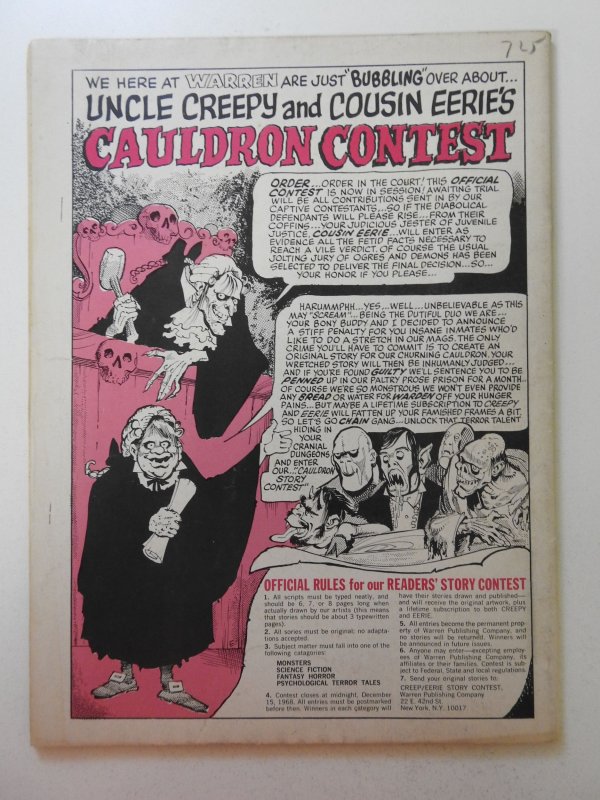 725
WE HERE AT WARREN ARE JUST "BUBBLING" OVER ABOUT...
UNCLE CREEPY and COUSIN EERIE'S
CAULDRON CONTEST
ORDER...ORDER IN THE COURT! THIS OFFICIAL
CONTEST IS NOW IN SESSION! AWAITING TRIAL
WILL BE ALL CONTRIBUTIONS SENT IN BY OUR
CAPTIVE CONTESTANTS...SO IF THE DIABOLICAL
DEFENDANTS WILL PLEASE RISE...FROM THEIR
COFFINS...YOUR JUDICIOUS JESTER OF JUVENILE
JUSTICE, COUSIN EERIE...WILL ENTER AS
EVIDENCE ALL THE FETID FACTS NECESSARY TO
REACH A VILE VERDICT. OF COURSE THE USUAL
JOLTING JURY OF OGRES AND DEMONS HAS BEEN
SELECTED TO DELIVER THE FINAL DECISION...SO...
YOUR HONOR IF YOU PLEASE...
HARUMMPHH...YES...WELL...UNBELIEVABLE AS THIS
MAY "SCREAM"...BEING THE DUTIFUL DUO WE ARE...
YOUR BONY BUDDY AND I DECIDED TO ANNOUNCE
A STIFF PENALTY FOR YOU INSANE INMATES WHO'D
LIKE TO DO A STRETCH IN OUR MAGS. THE ONLY
CRIME YOU'LL HAVE TO COMMIT IS TO CREATE AN
ORIGINAL STORY FOR OUR CHURNING CAULDRON. YOUR
WRETCHED STORY WILL THEN BE INHUMANLY JUDGED...
AND IF YOU'RE FOUND GUILTY WE'LL SENTENCE YOU TO BE
PENNED UP IN OUR PALTRY PROSE PRISON FOR A MONTH...
OF COURSE WE'RE SO MONSTROUS WE WON'T EVEN PROVIDE
ANY BREAD OR WATER FOR WARDEN OFF YOUR HUNGER
PAINS...BUT MAYBE A LIFETIME SUBSCRIPTION TO CREEPY
AND EERIE WILL FATTEN UP YOUR FAMISHED FRAMES A BIT.
SO LET'S GO CHAIN GANG...UNLOCK THAT TERROR TALENT
HIDING IN
YOUR
CRANIAL
DUNGEONS
AND ENTER
OUR..."CAULDRON
STORY
CONTEST"
OFFICIAL RULES for our READERS' STORY CONTEST
1. All scripts must be typed neatly, and
should be 6, 7, or 8 pages long when
actually drawn by our artists (this means
that stories should be about 3 typewritten
pages).
2. All sories must be original: no adapta-
tions accepted.
3. Subject matter must fall into one of the
following catagories:
MONSTERS
SCIENCE FICTION
FANTASY HORROR
PSYCHOLOGICAL TERROR TALES
4. Contest closes at midnight, December
15, 1968. All entries must be postmarked
before then. Winners in each category will
have their stories drawn and published—
and will receive the original artwork, plus
a lifetime subscription to both CREEPY
and EERIE.
5. All entries become the permanent prop-
erty of Warren Publishing Company, and
no stories will be returned. Winners will
be announced in future issues.
6. Anyone may enter—excepting employ-
ees of Warren Publishing Company, its
affiliates or their families. Contest is sub-
ject to Federal, State and local regulations.
7. Send your original stories to:
CREEPY/EERIE STORY CONTEST,
Warren Publishing Company
22 E. 42nd St.
New York, N.Y. 10017